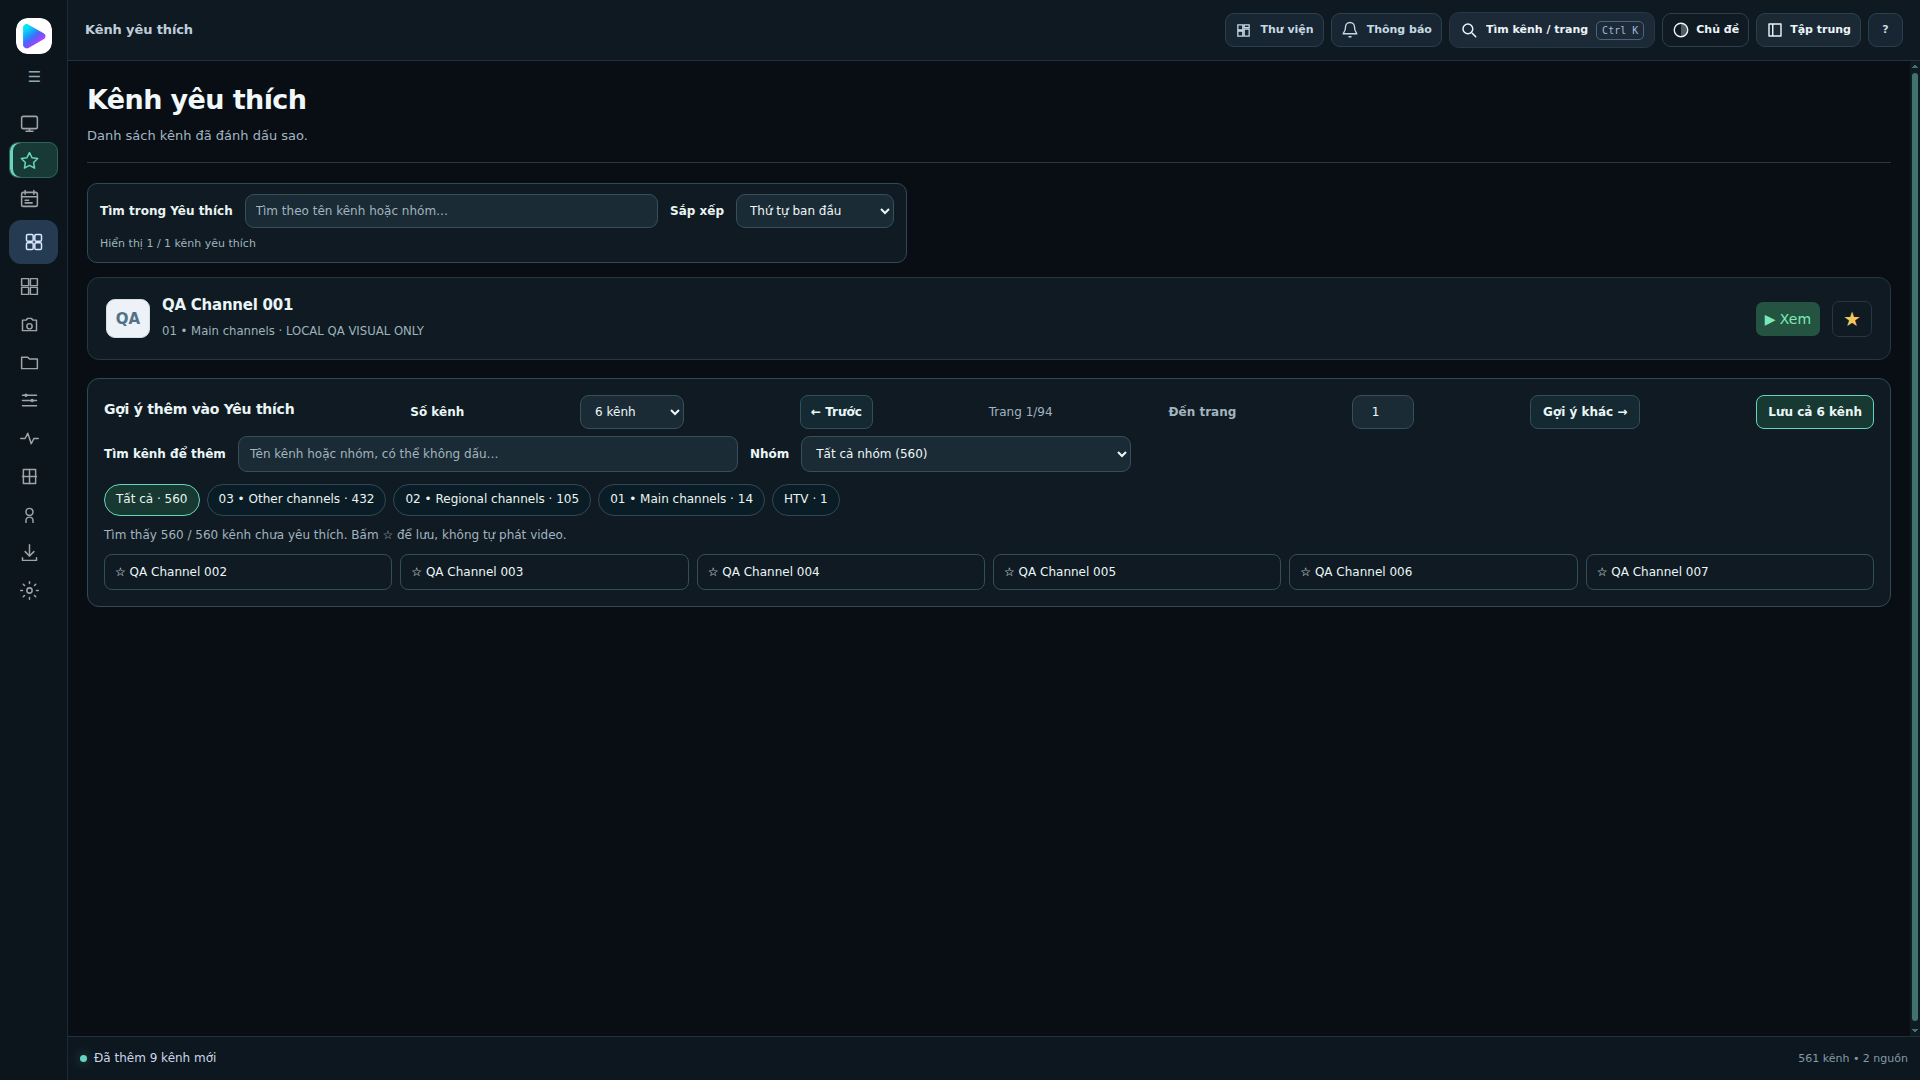 Kênh yêu thích
Thư viện
Thông báo
Tìm kênh / trang Ctrl K
Chủ đề
Tập trung
?
Kênh yêu thích
Danh sách kênh đã đánh dấu sao.
Tìm trong Yêu thích Tìm theo tên kênh hoặc nhóm... Sắp xếp Thứ tự ban đầu
Hiển thị 1 / 1 kênh yêu thích
QA
QA Channel 001
01 • Main channels · LOCAL QA VISUAL ONLY
▶ Xem ★
Gợi ý thêm vào Yêu thích Số kênh 6 kênh ← Trước Trang 1/94 Đến trang 1 Gợi ý khác → Lưu cả 6 kênh
Tìm kênh để thêm Tên kênh hoặc nhóm, có thể không dấu... Nhóm Tất cả nhóm (560)
Tất cả · 560 03 • Other channels · 432 02 • Regional channels · 105 01 • Main channels · 14 HTV · 1
Tìm thấy 560 / 560 kênh chưa yêu thích. Bấm ☆ để lưu, không tự phát video.
☆ QA Channel 002 ☆ QA Channel 003 ☆ QA Channel 004 ☆ QA Channel 005 ☆ QA Channel 006 ☆ QA Channel 007
Đã thêm 9 kênh mới
561 kênh • 2 nguồn